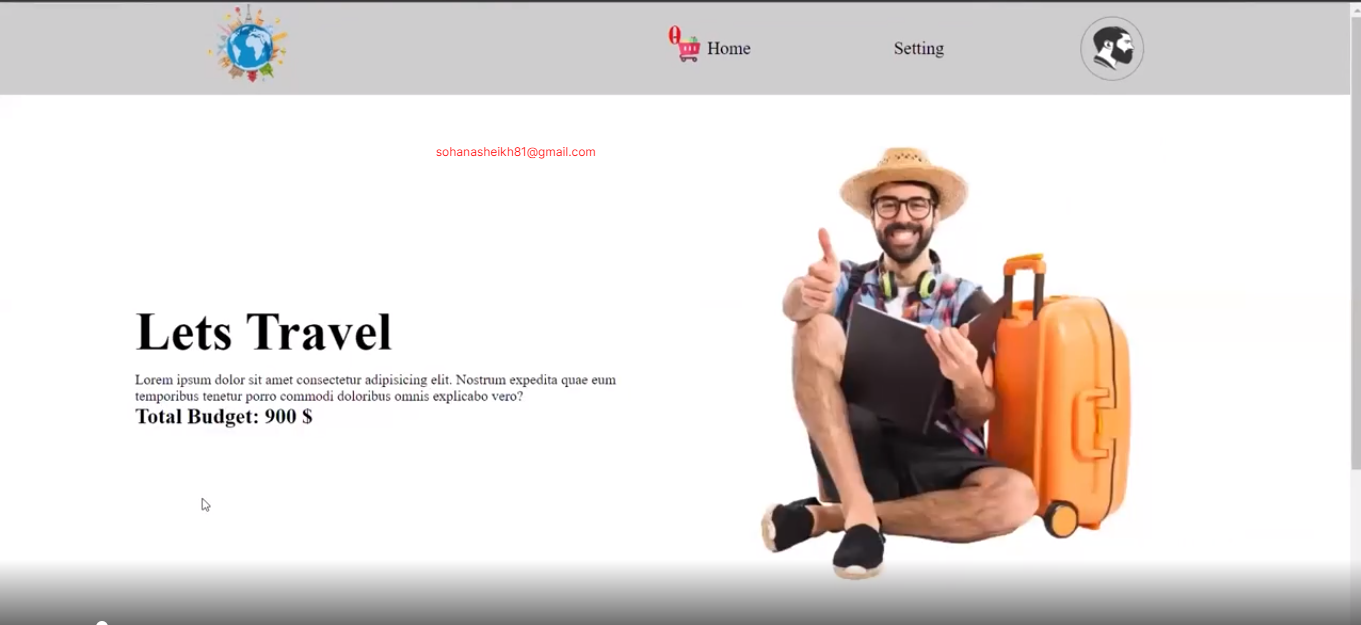 0
Home
Setting
sohanasheikh81@gmail.com
Lets Travel
Lorem ipsum dolor sit amet consectetur adipisicing elit. Nostrum expedita quae eum
temporibus tenetur porro commodi doloribus omnis explicabo vero?
Total Budget: 900 $